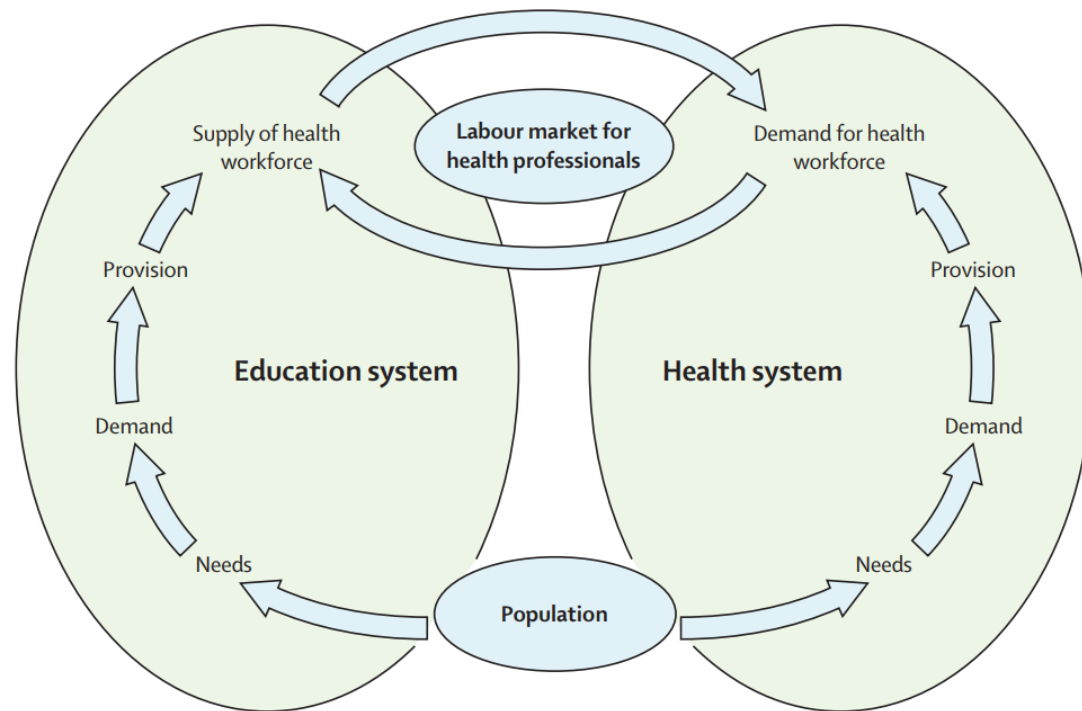 Supply of health
workforce
Labour market for
health professionals
Demand for health
workforce
Provision
Provision
Education system
Health system
Demand
Demand
Needs
Needs
Population